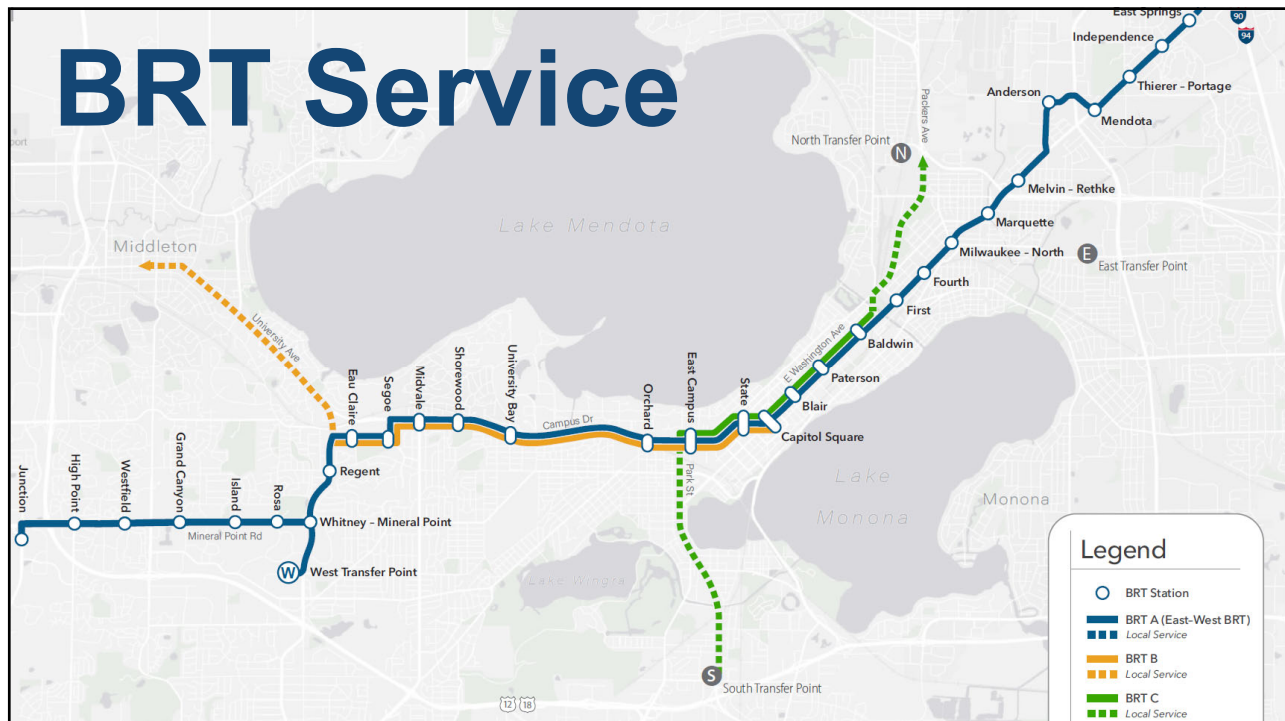 BRT Service
East Springs
90
94
Independence
Thierer – Portage
Anderson
Mendota
Packers Ave
North Transfer Point
N
Melvin – Rethke
Marquette
Milwaukee – North
E
East Transfer Point
Fourth
First
Baldwin
E Washington Ave
Paterson
Blair
Capitol Square
Lake Mendota
Middleton
University Ave
Eau Claire
Segoe
Midvale
Shorewood
University Bay
Campus Dr
Orchard
East Campus
State
Park St
Lake
Monona
Monona
Junction
High Point
Westfield
Grand Canyon
Island
Rosa
Regent
Whitney – Mineral Point
Mineral Point Rd
W
West Transfer Point
Lake Wingra
S
South Transfer Point
12
18
Legend
BRT Station
BRT A (East–West BRT)
Local Service
BRT B
Local Service
BRT C
Local Service